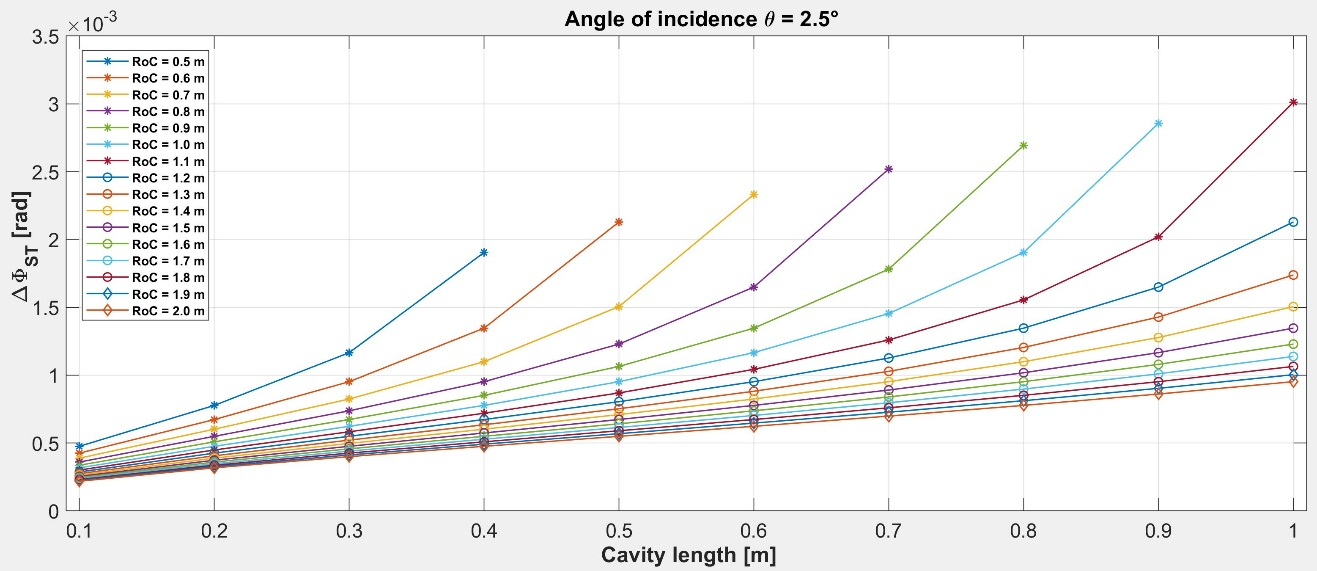 Angle of incidence θ = 2.5°
×10⁻³
3.5
3
2.5
2
1.5
1
0.5
0
ΔΦ_ST [rad]
RoC = 0.5 m
RoC = 0.6 m
RoC = 0.7 m
RoC = 0.8 m
RoC = 0.9 m
RoC = 1.0 m
RoC = 1.1 m
RoC = 1.2 m
RoC = 1.3 m
RoC = 1.4 m
RoC = 1.5 m
RoC = 1.6 m
RoC = 1.7 m
RoC = 1.8 m
RoC = 1.9 m
RoC = 2.0 m
0.1 0.2 0.3 0.4 0.5 0.6 0.7 0.8 0.9 1
Cavity length [m]